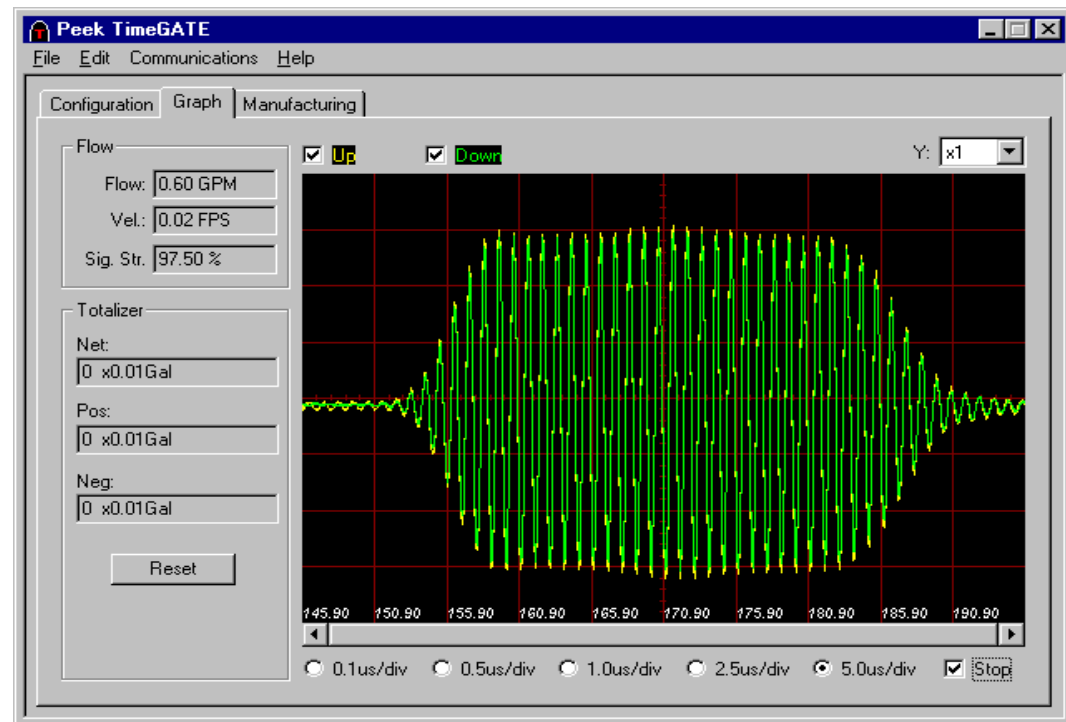 Peek TimeGATE
File Edit Communications Help
Configuration Graph Manufacturing
Flow
Flow: 0.60 GPM
Vel.: 0.02 FPS
Sig. Str. 97.50 %
Totalizer
Net:
0 x0.01Gal
Pos:
0 x0.01Gal
Neg:
0 x0.01Gal
Reset
Up Down Y: x1
145.90 150.90 155.90 160.90 165.90 170.90 175.90 180.90 185.90 190.90
0.1us/div 0.5us/div 1.0us/div 2.5us/div 5.0us/div Stop